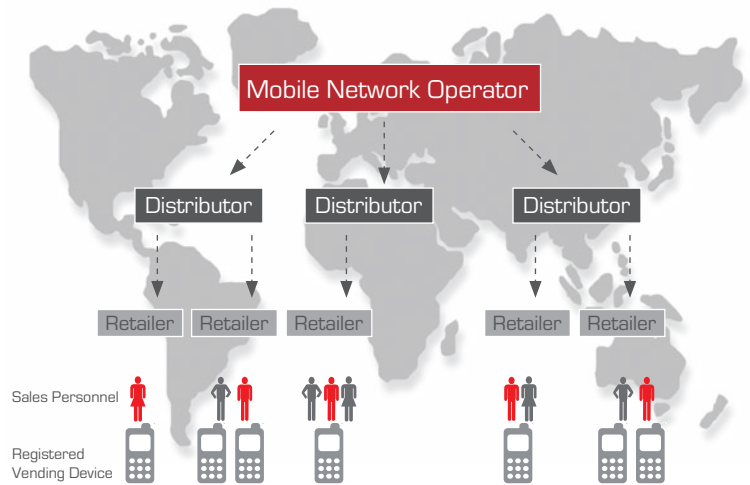 Mobile Network Operator
Distributor
Distributor
Distributor
Retailer
Retailer
Retailer
Retailer
Retailer
Sales Personnel
Registered
Vending Device